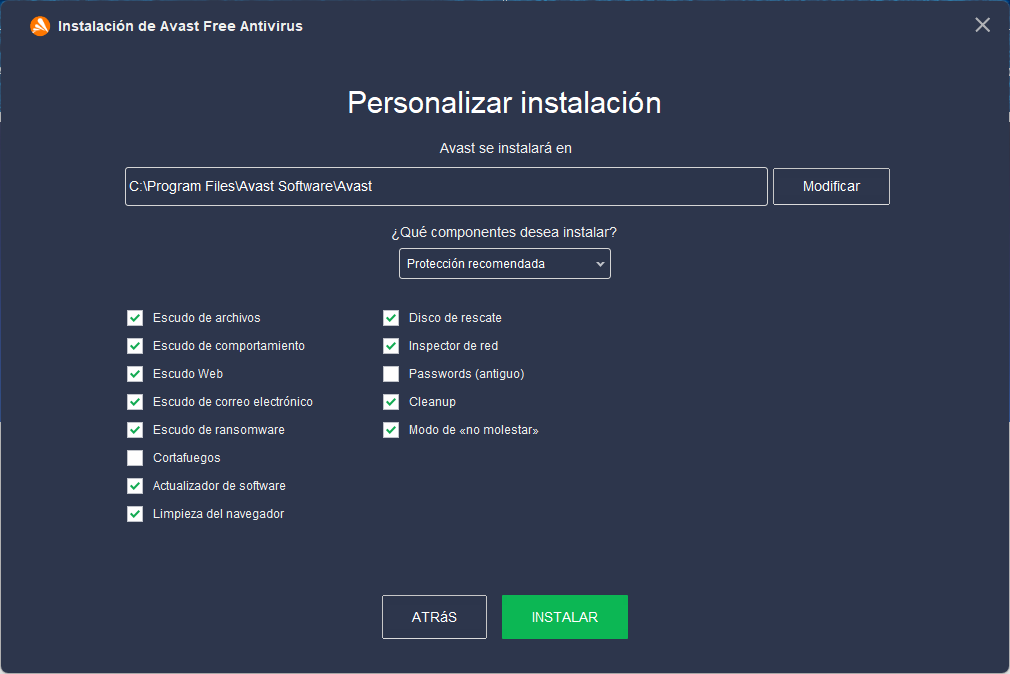 Instalación de Avast Free Antivirus
Personalizar instalación
Avast se instalará en
C:\Program Files\Avast Software\Avast
Modificar
¿Qué componentes desea instalar?
Protección recomendada
Escudo de archivos
Escudo de comportamiento
Escudo Web
Escudo de correo electrónico
Escudo de ransomware
Cortafuegos
Actualizador de software
Limpieza del navegador
Disco de rescate
Inspector de red
Passwords (antiguo)
Cleanup
Modo de «no molestar»
ATRáS
INSTALAR